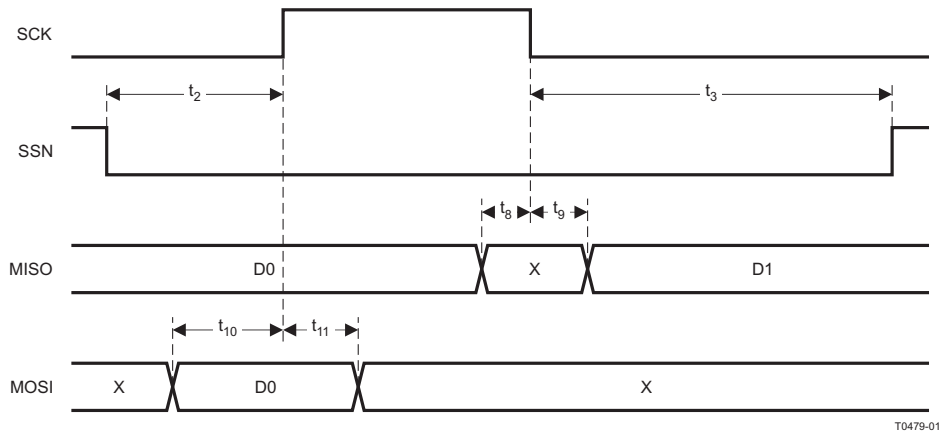 SCK
t2
t3
SSN
t8
t9
MISO
D0
X
D1
t10
t11
MOSI
X
D0
X
T0479-01